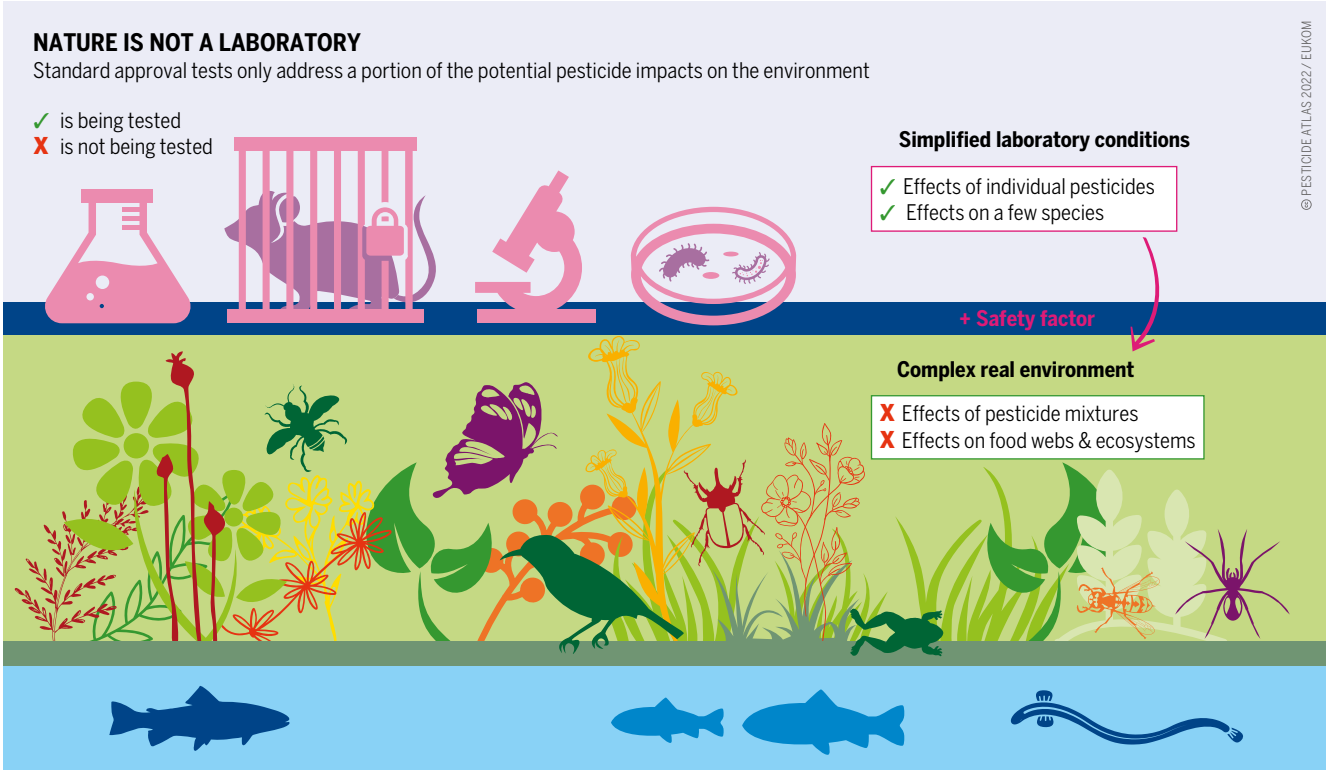 NATURE IS NOT A LABORATORY
Standard approval tests only address a portion of the potential pesticide impacts on the environment
✓ is being tested
X is not being tested
Simplified laboratory conditions
✓ Effects of individual pesticides
✓ Effects on a few species
+ Safety factor
Complex real environment
X Effects of pesticide mixtures
X Effects on food webs & ecosystems
PESTICIDE ATLAS 2022 / EUKOM